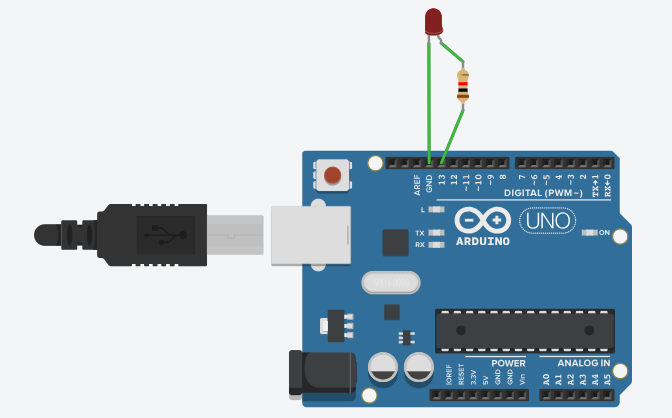 AREF
GND
13
12
~11
~10
~9
8
7
~6
~5
4
~3
2
TX→1
RX←0
DIGITAL (PWM~)
L
TX
RX
UNO
ARDUINO
ON
POWER
ANALOG IN
IOREF
RESET
3.3V
5V
GND
GND
Vin
A0
A1
A2
A3
A4
A5